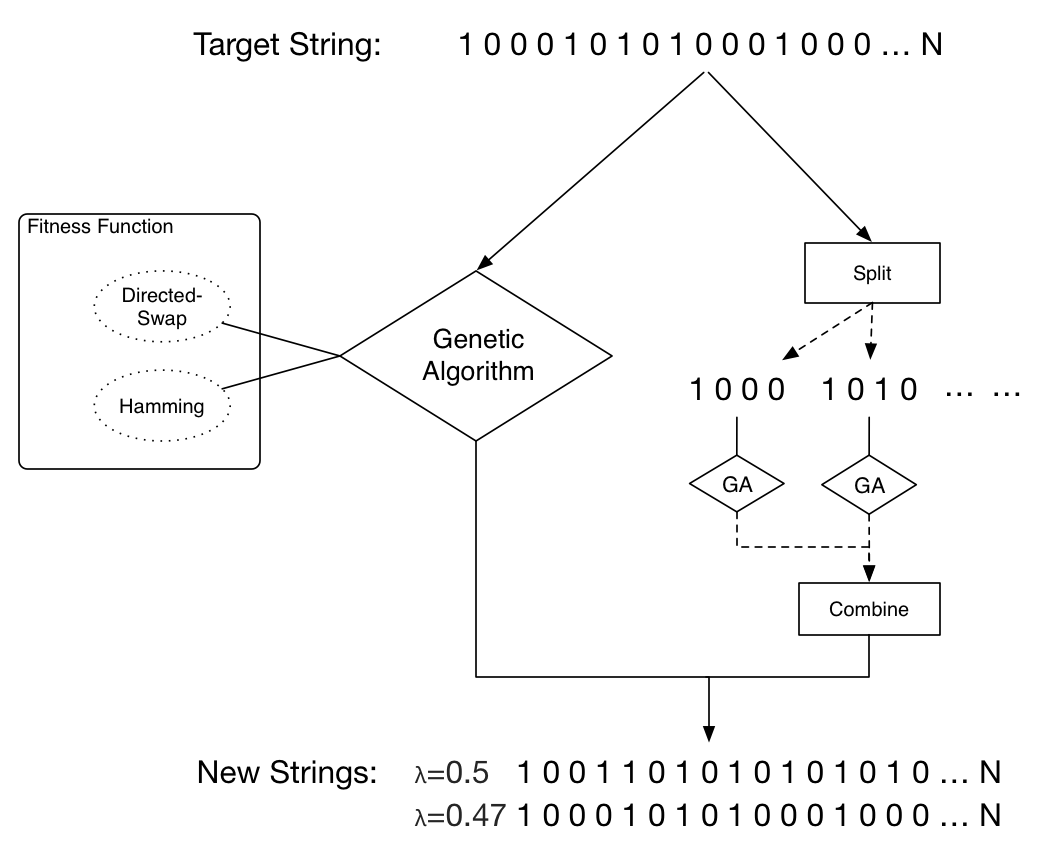 Target String: 1 0 0 0 1 0 1 0 1 0 0 0 1 0 0 0 ... N
Fitness Function
Directed-
Swap
Hamming
Genetic
Algorithm
Split
1 0 0 0 1 0 1 0 ... ...
GA GA
Combine
New Strings: λ=0.5 1 0 0 1 1 0 1 0 1 0 1 0 1 0 1 0 ... N
λ=0.47 1 0 0 0 1 0 1 0 1 0 0 0 1 0 0 0 ... N